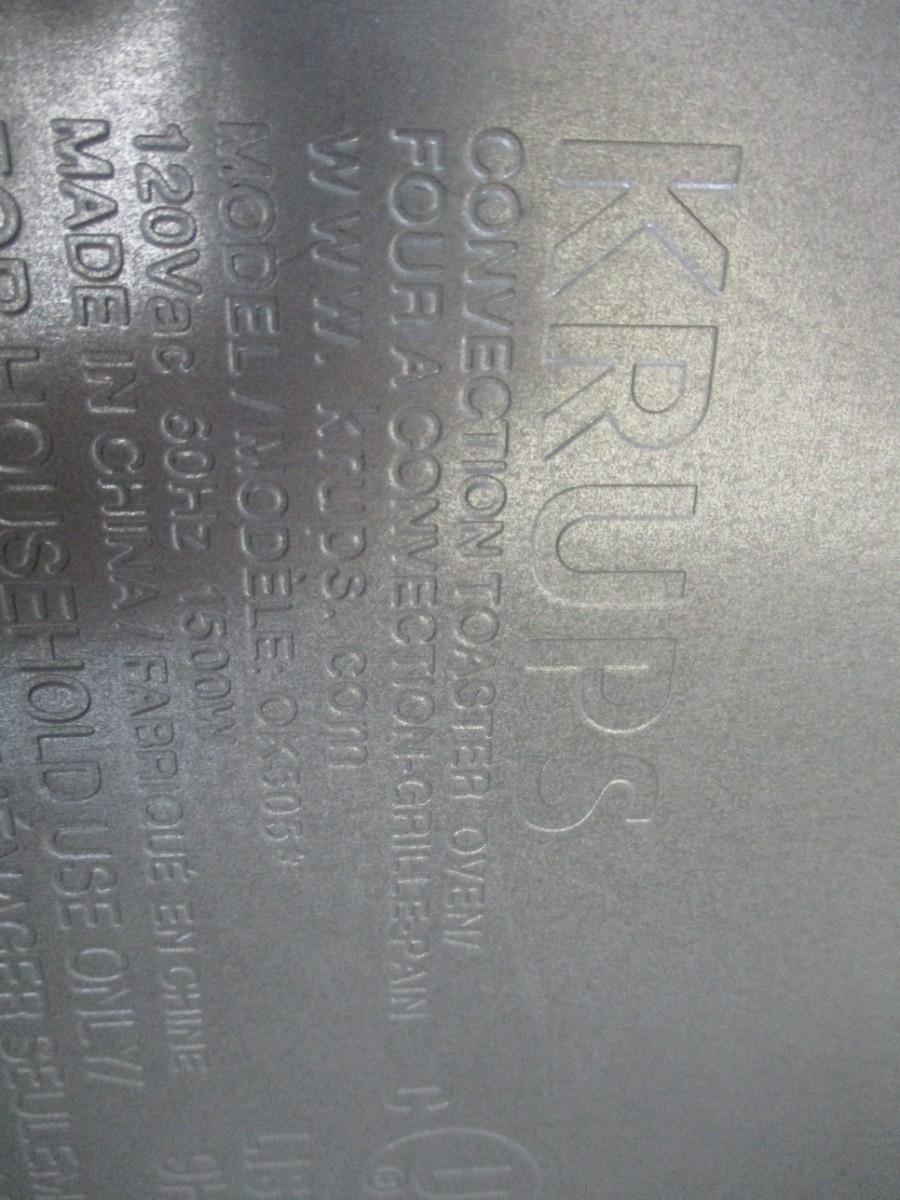 KRUPS
CONVECTION TOASTER OVEN/
FOUR A CONVECTION-GRILLE-PAIN
WWW. Krups. com
MODEL / MODÈLE: OK505*
120Vac 60Hz 1500W
MADE IN CHINA / FABRIQUÉ EN CHINE
FOR HOUSEHOLD USE ONLY/